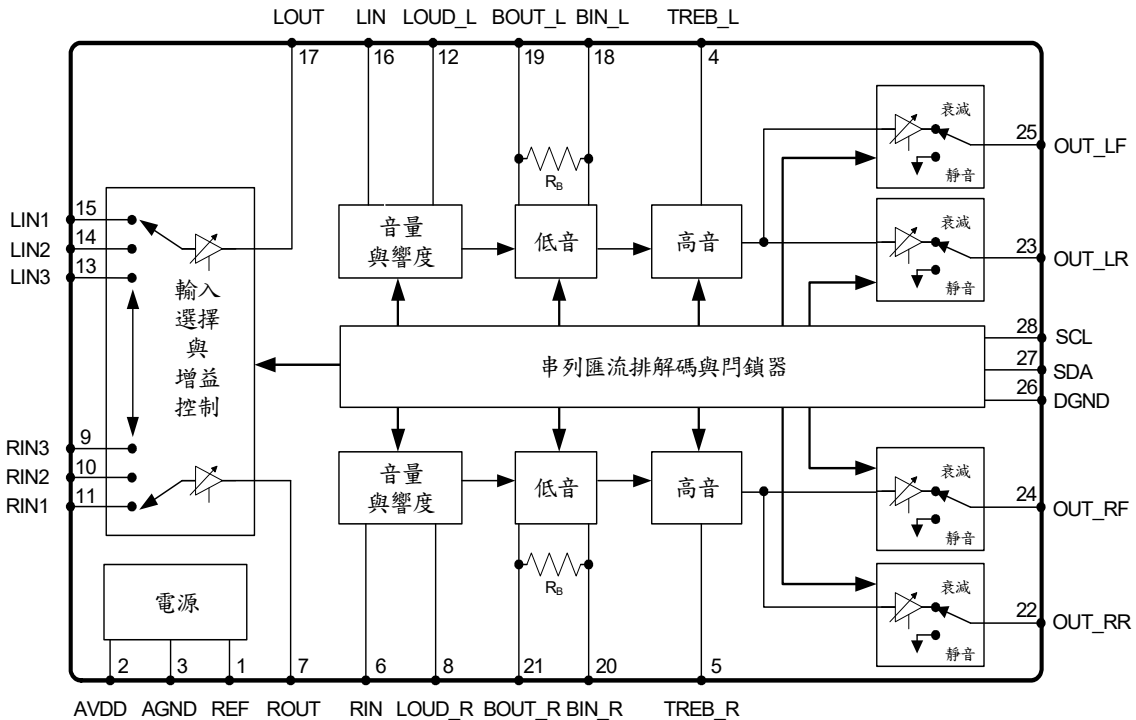 LOUT LIN LOUD_L BOUT_L BIN_L TREB_L
17 16 12 19 18 4
衰減
25
OUT_LF
靜音
R_B
LIN1 15
LIN2 14
LIN3 13
音量
與響度
低音
高音
衰減
23
OUT_LR
靜音
輸入
選擇
與
增益
控制
串列匯流排解碼與閂鎖器
28 SCL
27 SDA
26 DGND
RIN3 9
RIN2 10
RIN1 11
音量
與響度
低音
高音
衰減
24
OUT_RF
靜音
R_B
電源
衰減
22
OUT_RR
靜音
2 3 1 7 6 8 21 20 5
AVDD AGND REF ROUT RIN LOUD_R BOUT_R BIN_R TREB_R